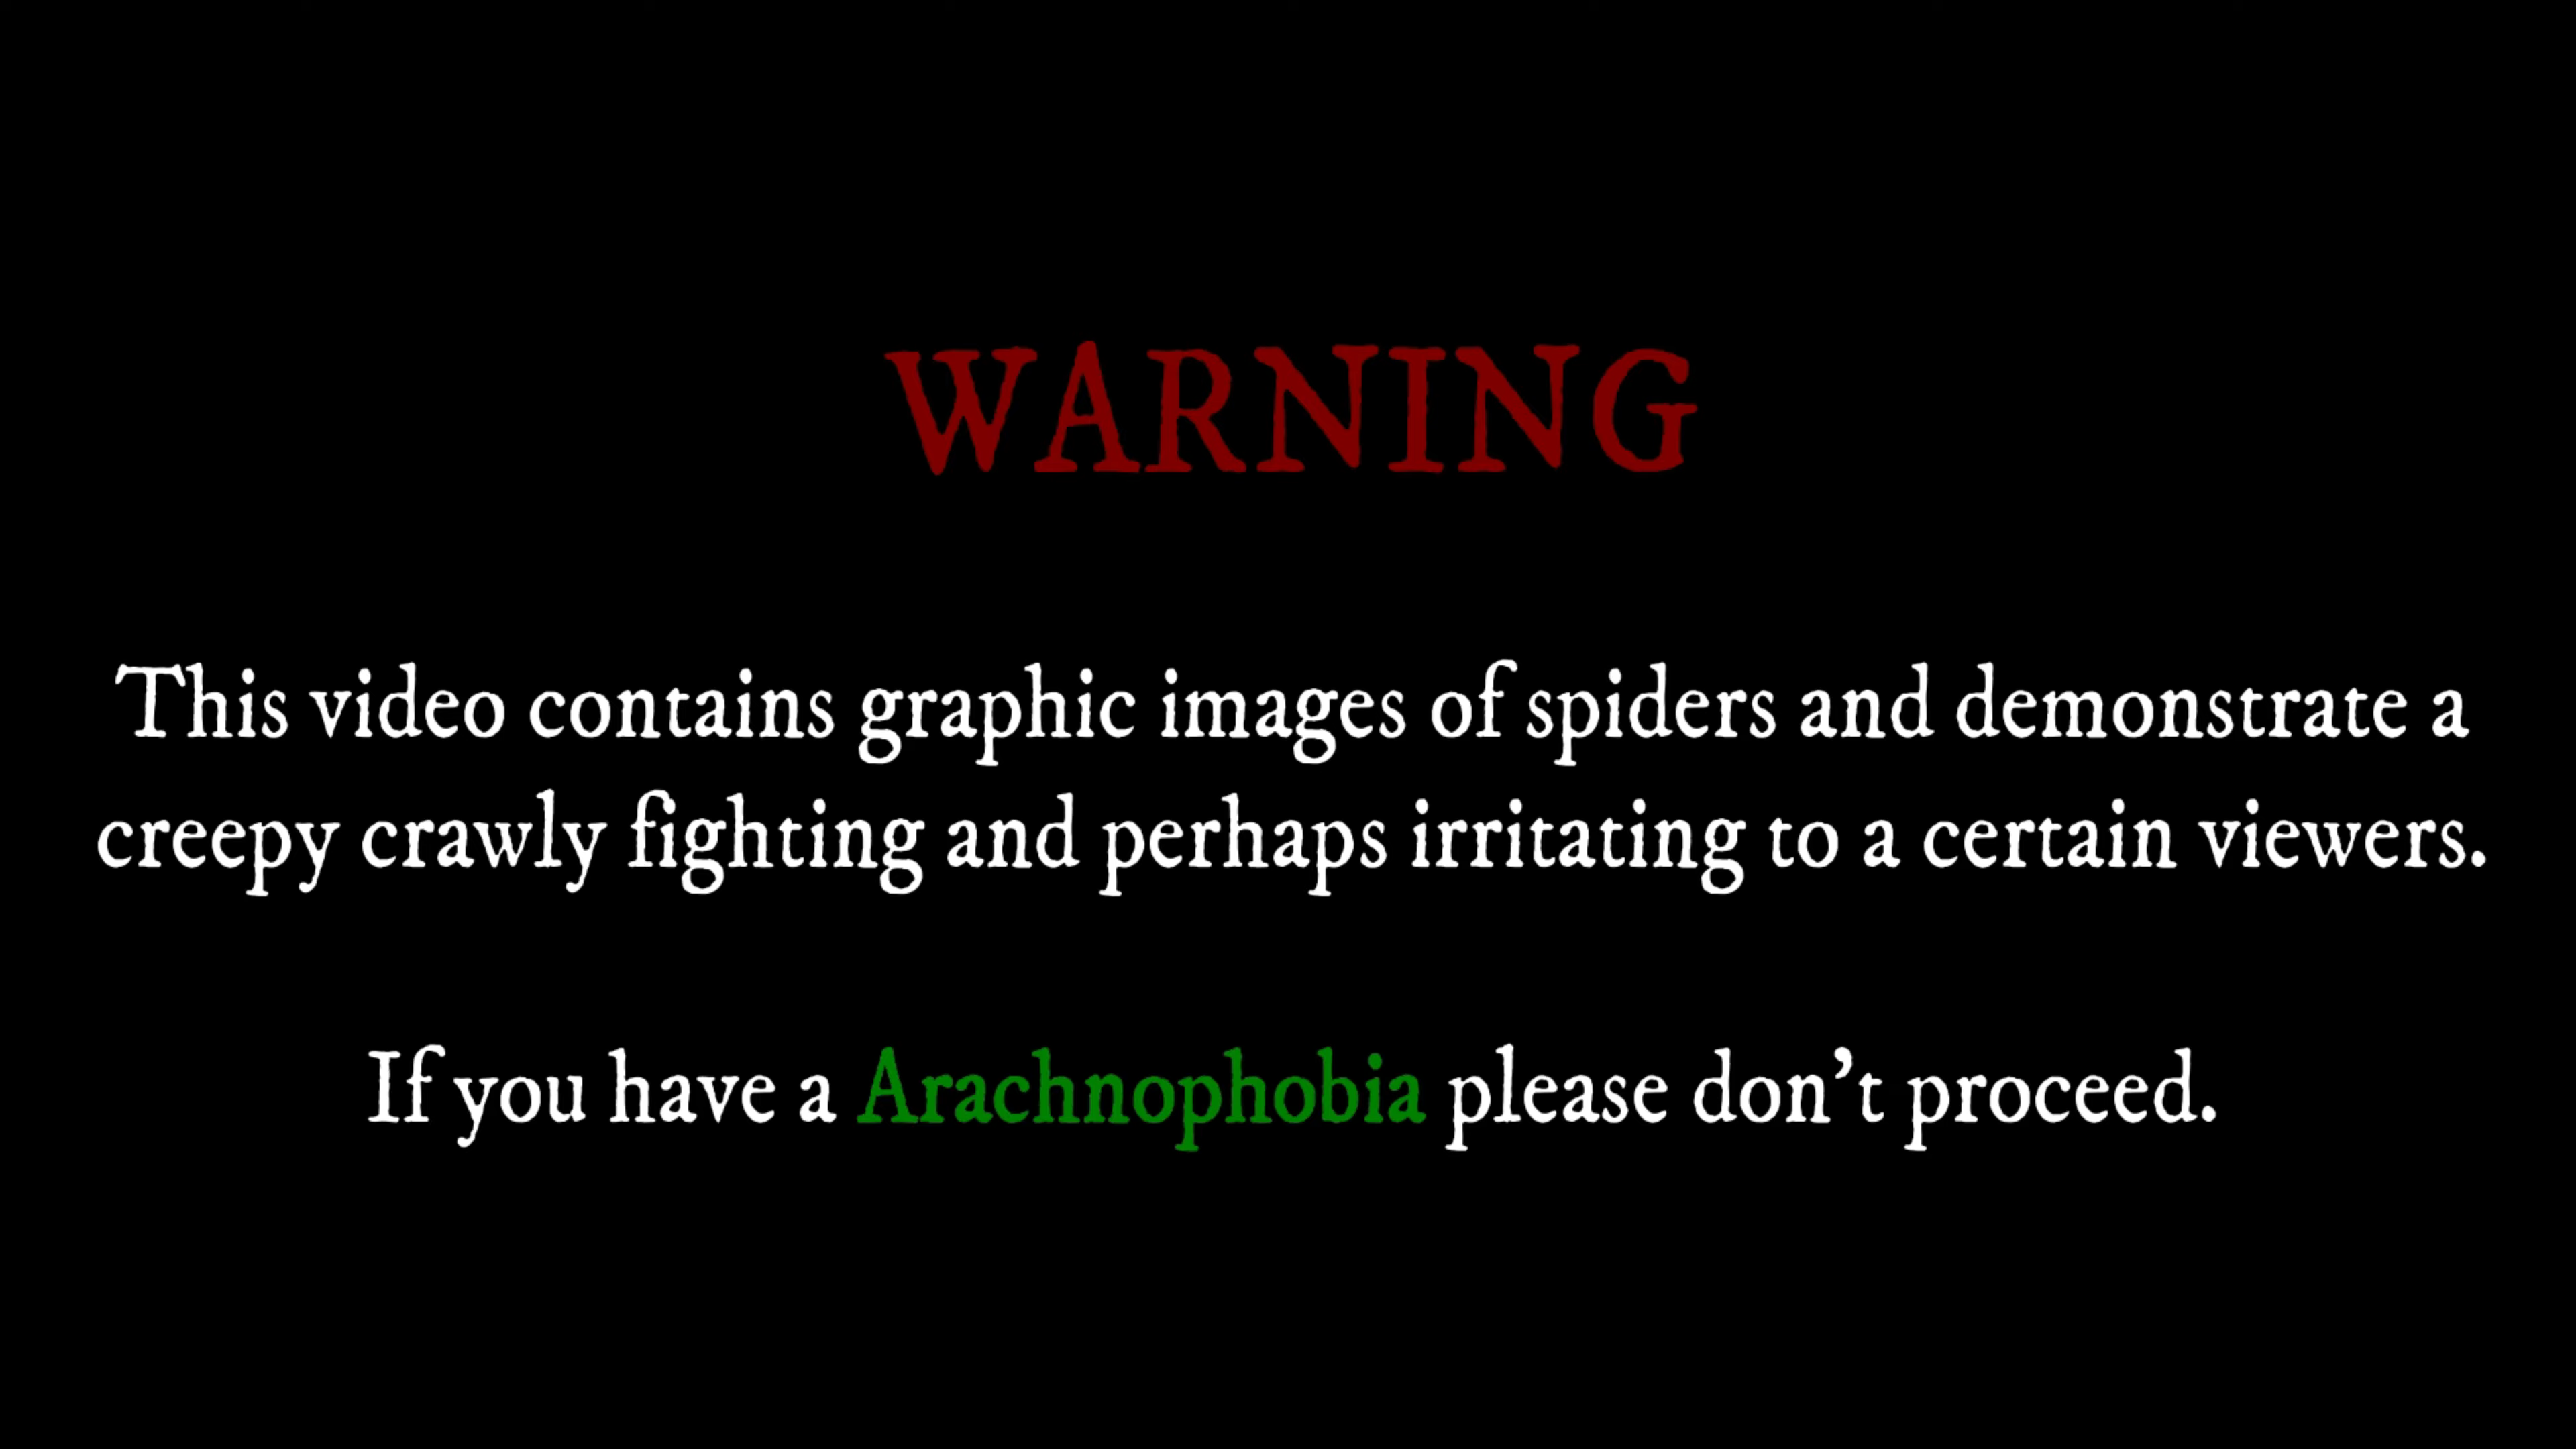 WARNING
This video contains graphic images of spiders and demonstrate a
creepy crawly fighting and perhaps irritating to a certain viewers.
If you have a Arachnophobia please don’t proceed.